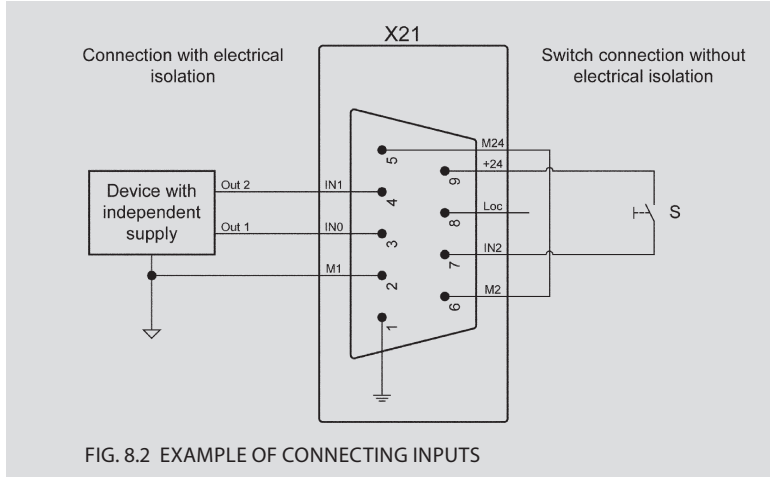 X21
Connection with electrical
isolation
Switch connection without
electrical isolation
Device with
independent
supply
Out 2
Out 1
IN1
IN0
M1
5
4
3
2
1
9
8
7
6
M24
+24
Loc
IN2
M2
S
FIG. 8.2 EXAMPLE OF CONNECTING INPUTS